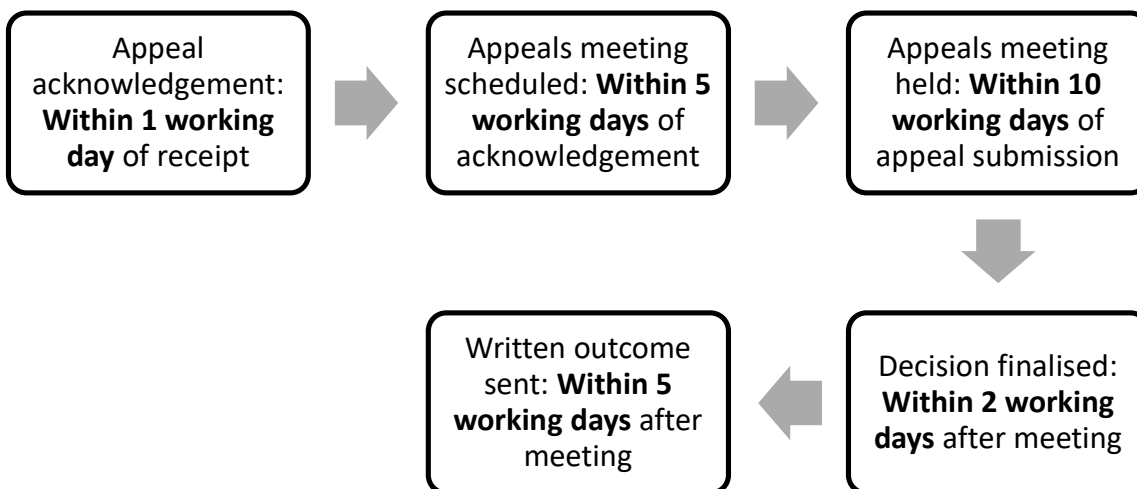 Appeal
acknowledgement:
Within 1 working
day of receipt
Appeals meeting
scheduled: Within 5
working days of
acknowledgement
Appeals meeting
held: Within 10
working days of
appeal submission
Decision finalised:
Within 2 working
days after meeting
Written outcome
sent: Within 5
working days after
meeting